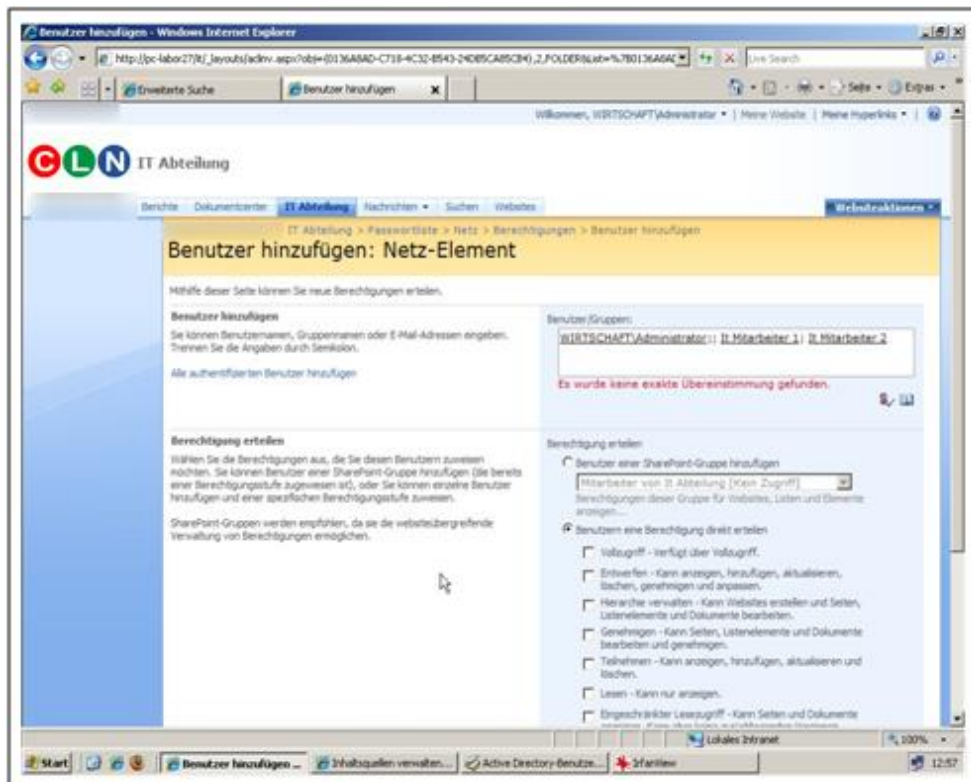 Benutzer hinzufügen - Windows Internet Explorer
Live Search
Erweiterte Suche
Benutzer hinzufügen
Seite
Extras
Willkommen, WIRTSCHAFT\Administrator | Meine Website | Meine Hyperlinks
CLN IT Abteilung
Berichte Dokumentcenter IT Abteilung Nachrichten Suchen Websites
Websiteaktionen
IT Abteilung > Passwortliste > Netz > Berechtigungen > Benutzer hinzufügen
Benutzer hinzufügen: Netz-Element
Mithilfe dieser Seite können Sie neue Berechtigungen erteilen.
Benutzer hinzufügen
Sie können Benutzernamen, Gruppennamen oder E-Mail-Adressen eingeben.
Trennen Sie die Angaben durch Semikolon.
Alle authentifizierten Benutzer hinzufügen
Benutzer/Gruppen:
WIRTSCHAFT\Administrator; It Mitarbeiter 1; It Mitarbeiter 2
Es wurde keine exakte Übereinstimmung gefunden.
Berechtigung erteilen
Wählen Sie die Berechtigungen aus, die Sie diesen Benutzern zuweisen
möchten. Sie können Benutzer einer SharePoint-Gruppe hinzufügen (die bereits
einer Berechtigungsstufe zugewiesen ist), oder Sie können einzelne Benutzer
hinzufügen und einer spezifischen Berechtigungsstufe zuweisen.
SharePoint-Gruppen werden empfohlen, da sie die websiteübergreifende
Verwaltung von Berechtigungen ermöglichen.
Berechtigung erteilen
Benutzer einer SharePoint-Gruppe hinzufügen
Mitarbeiter von It Abteilung [Kein Zugriff]
Berechtigungen dieser Gruppe für Websites, Listen und Elemente
anzeigen...
Benutzern eine Berechtigung direkt erteilen
Vollzugriff - Verfügt über Vollzugriff.
Entwerfen - Kann anzeigen, hinzufügen, aktualisieren,
löschen, genehmigen und anpassen.
Hierarchie verwalten - Kann Websites erstellen und Seiten,
Listenelemente und Dokumente bearbeiten.
Genehmigen - Kann Seiten, Listenelemente und Dokumente
bearbeiten und genehmigen.
Teilnehmen - Kann anzeigen, hinzufügen, aktualisieren und
löschen.
Lesen - Kann nur anzeigen.
Eingeschränkter Lesezugriff - Kann Seiten und Dokumente
Lokales Intranet
100%
Start
Benutzer hinzufügen ...
Inhaltsquellen verwalten...
Active Directory-Benutze...
IrfanView
12:57